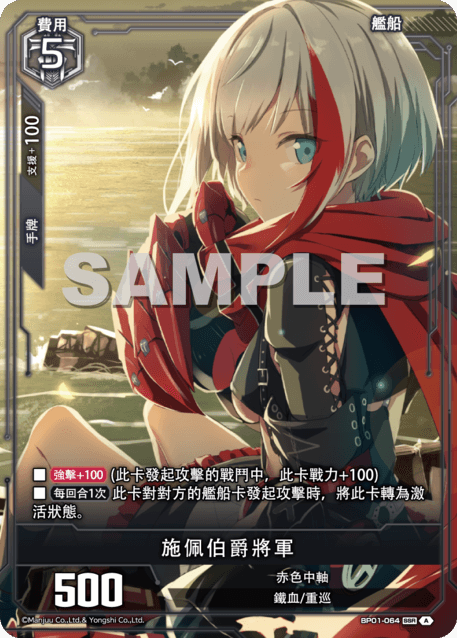 費用
5
艦船
支援+100
手牌
SAMPLE
■ 強擊+100 (此卡發起攻擊的戰鬥中，此卡戰力+100)
■ 每回合1次 此卡對對方的艦船卡發起攻擊時，將此卡轉為激
活狀態。
施佩伯爵將軍
500
赤色中軸
鐵血/重巡
©Manjuu Co.,Ltd.& Yongshi Co.,Ltd.
BP01-064 SSR A